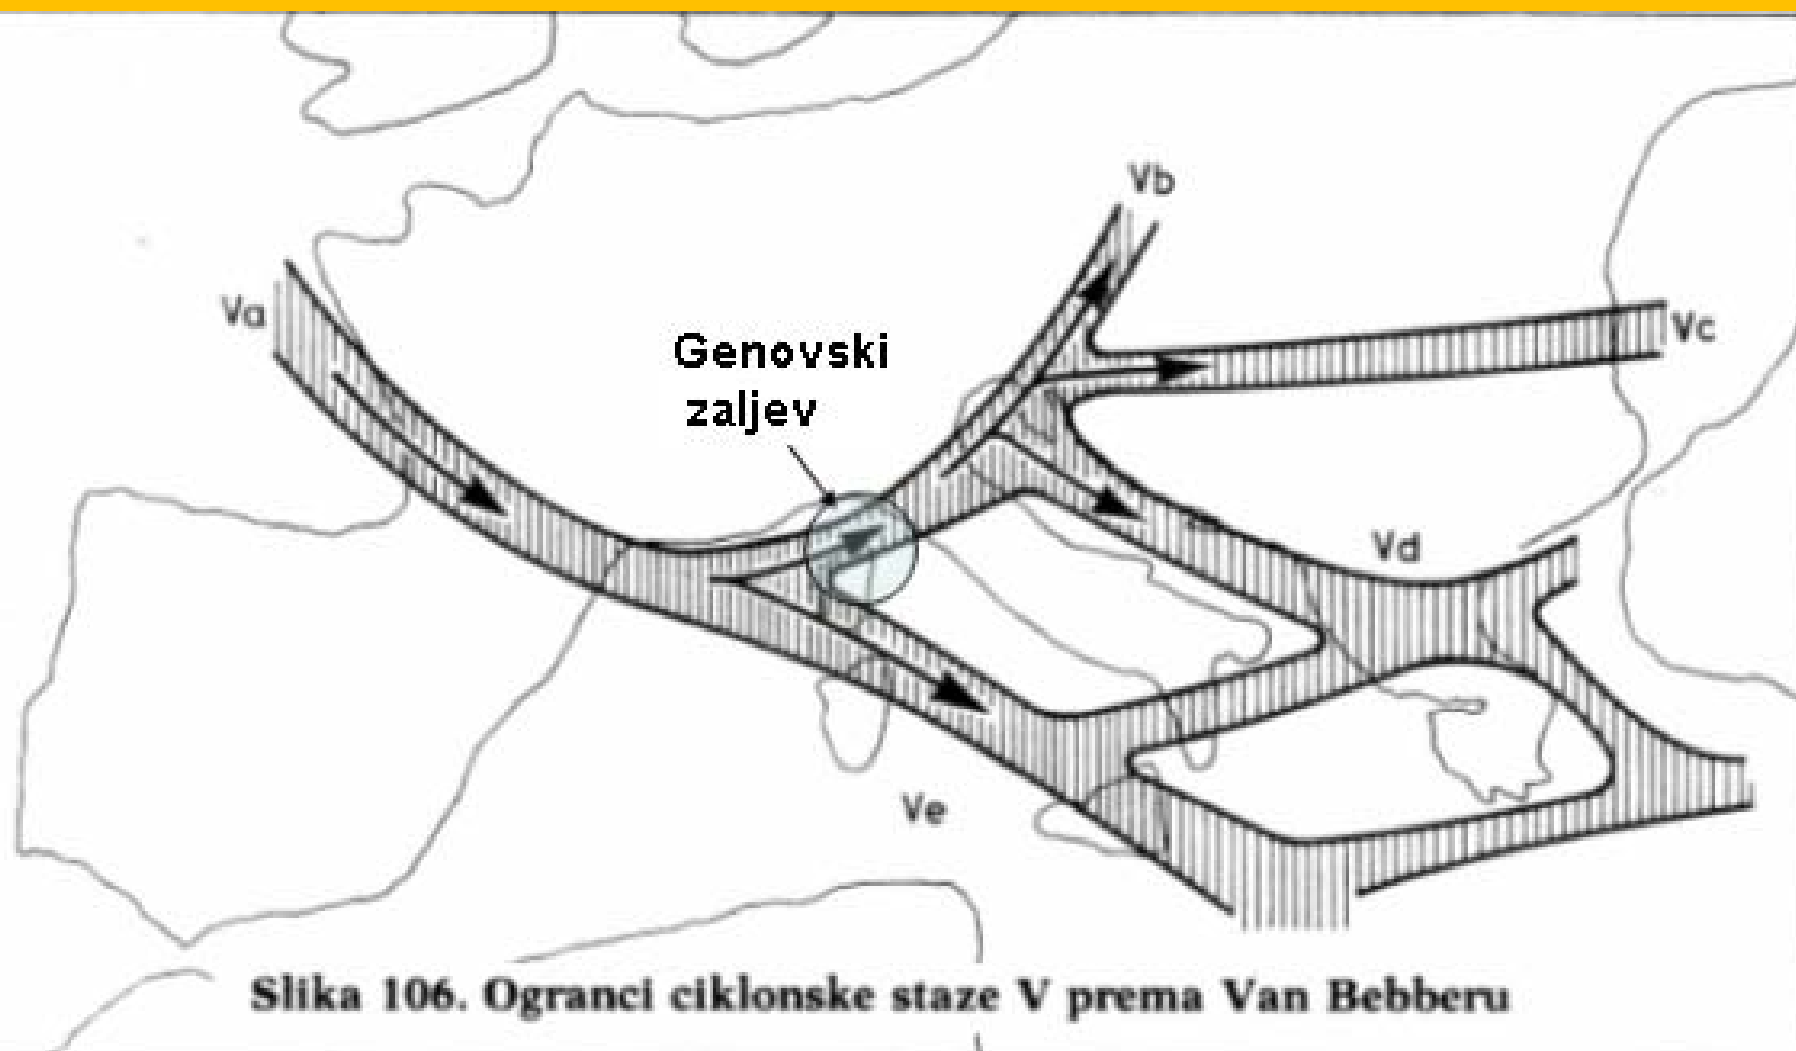 Vb
Va
Vc
Genovski
zaljev
Vd
Ve
Slika 106. Ogranci ciklonske staze V prema Van Bebberu